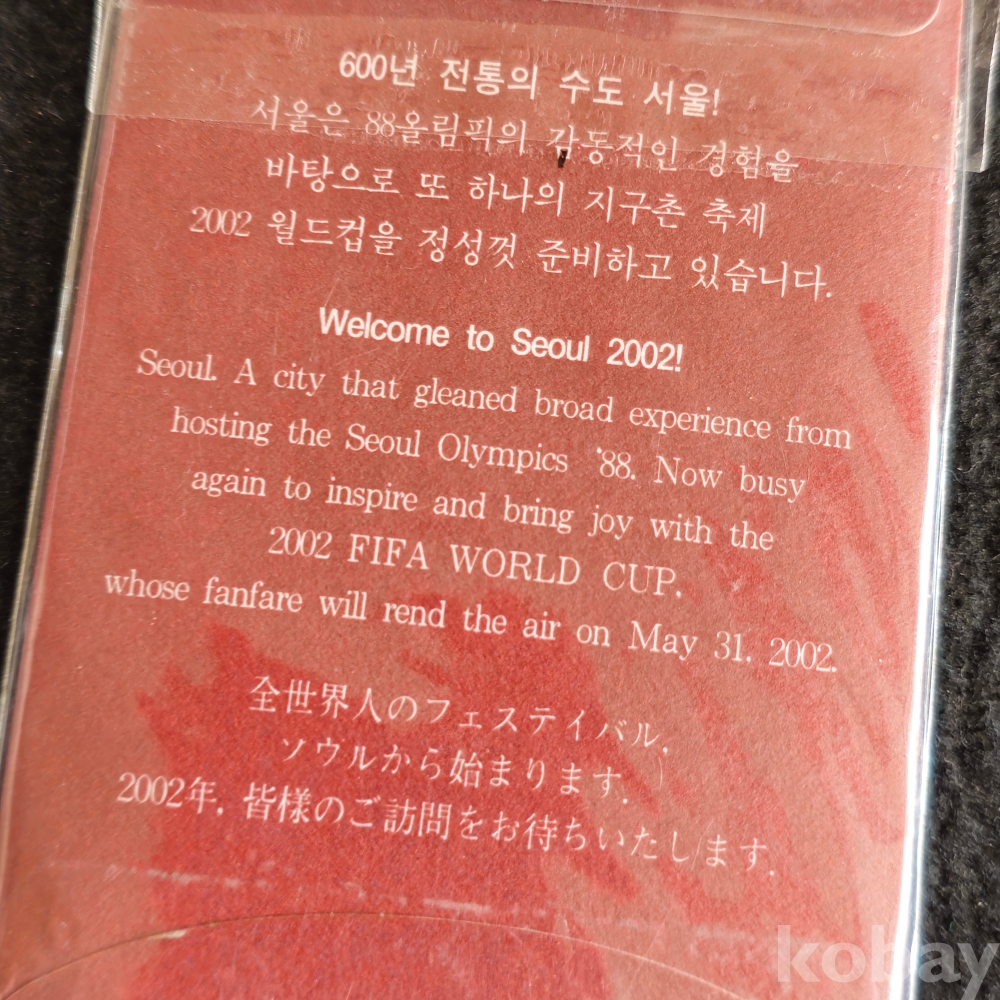 600년 전통의 수도 서울!
서울은 88올림픽의 감동적인 경험을
바탕으로 또 하나의 지구촌 축제
2002 월드컵을 정성껏 준비하고 있습니다.
Welcome to Seoul 2002!
Seoul. A city that gleaned broad experience from
hosting the Seoul Olympics '88. Now busy
again to inspire and bring joy with the
2002 FIFA WORLD CUP.
whose fanfare will rend the air on May 31. 2002.
全世界人のフェスティバル.
ソウルから始まります.
2002年, 皆様のご訪問をお待ちいたします.
kobay